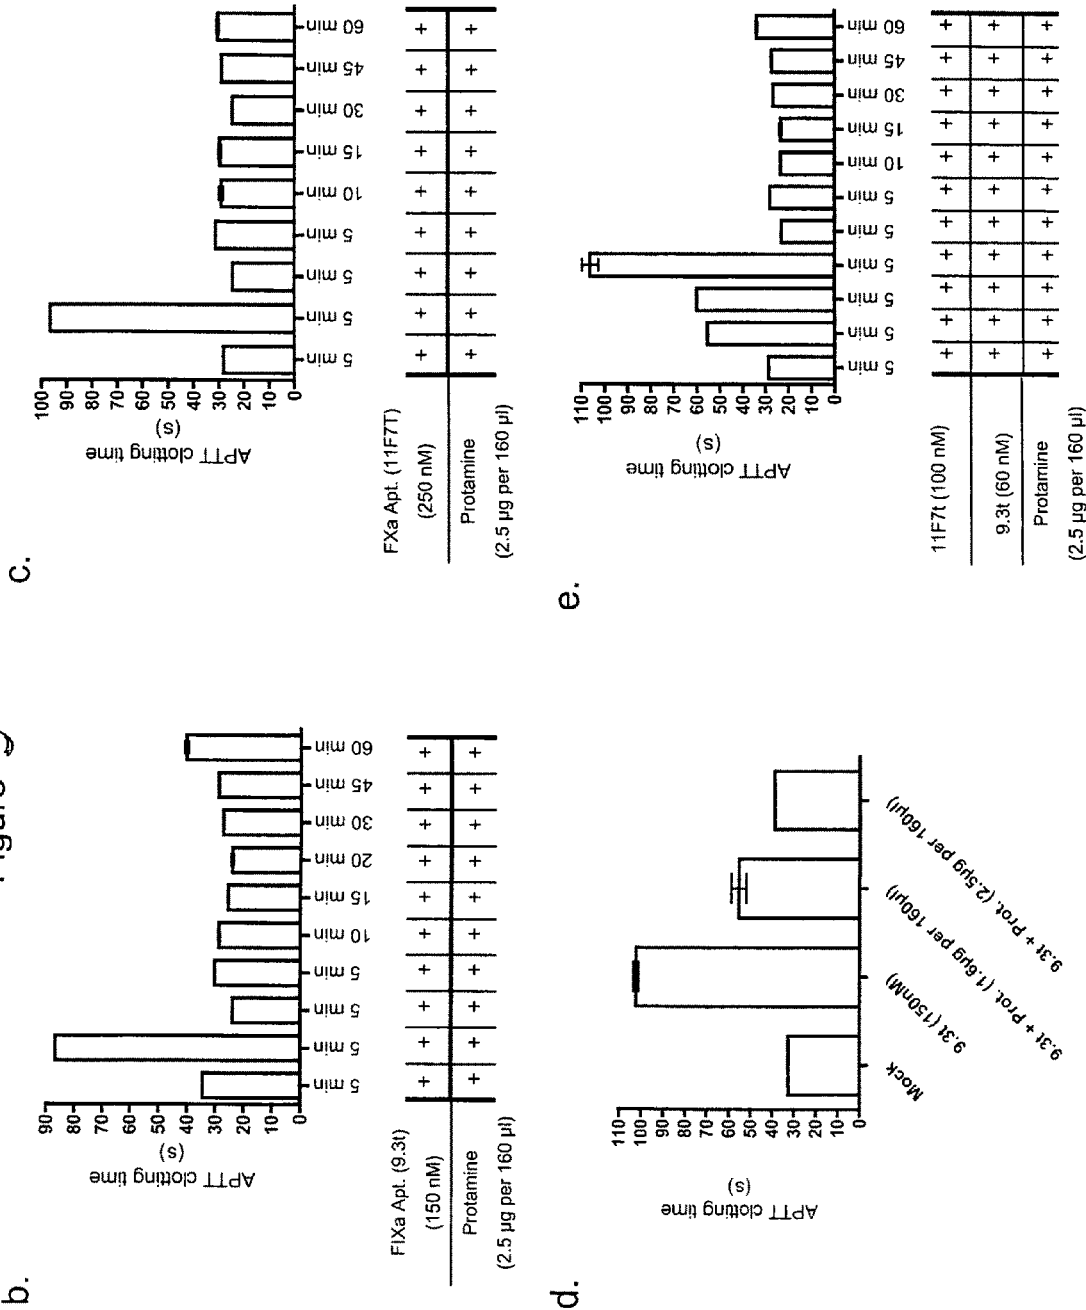 Figure
b.
APTT clotting time
(s)
90
80
70
60
50
40
30
20
10
0
5 min
5 min
5 min
5 min
10 min
15 min
20 min
30 min
45 min
60 min
FIXa Apt. (9.3t)
(150 nM)
+ + + + + + + + + +
Protamine
(2.5 µg per 160 µl)
+ + + + + + + + + +
c.
APTT clotting time
(s)
100
90
80
70
60
50
40
30
20
10
0
5 min
5 min
5 min
5 min
10 min
15 min
30 min
45 min
60 min
FXa Apt. (11F7T)
(250 nM)
+ + + + + + + + +
Protamine
(2.5 µg per 160 µl)
+ + + + + + + + +
d.
APTT clotting time
(s)
110
100
90
80
70
60
50
40
30
20
10
0
Mock
9.3t (150nM)
9.3t + Prot. (1.6µg per 160µl)
9.3t + Prot. (2.5µg per 160µl)
e.
APTT clotting time
(s)
110
100
90
80
70
60
50
40
30
20
10
0
5 min
5 min
5 min
5 min
5 min
5 min
10 min
15 min
30 min
45 min
60 min
11F7t (100 nM)
+ + + + + + + + + + +
9.3t (60 nM)
+ + + + + + + + + + +
Protamine
(2.5 µg per 160 µl)
+ + + + + + + + + + +